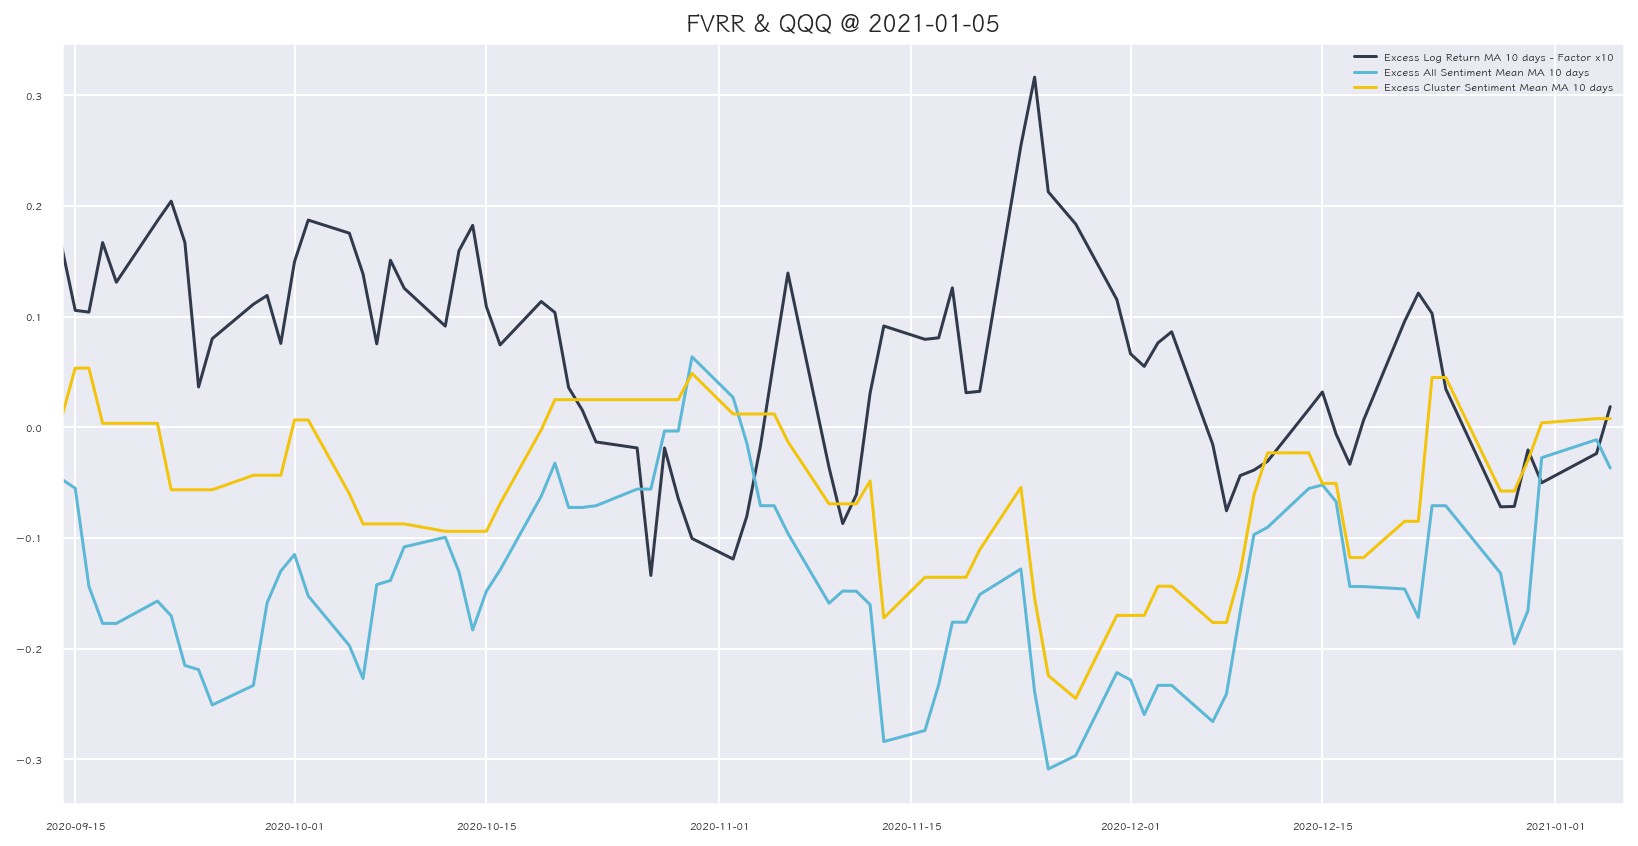 FVRR & QQQ @ 2021-01-05
Excess Log Return MA 10 days - Factor x10
Excess All Sentiment Mean MA 10 days
Excess Cluster Sentiment Mean MA 10 days
0.3
0.2
0.1
0.0
−0.1
−0.2
−0.3
2020-09-15 2020-10-01 2020-10-15 2020-11-01 2020-11-15 2020-12-01 2020-12-15 2021-01-01